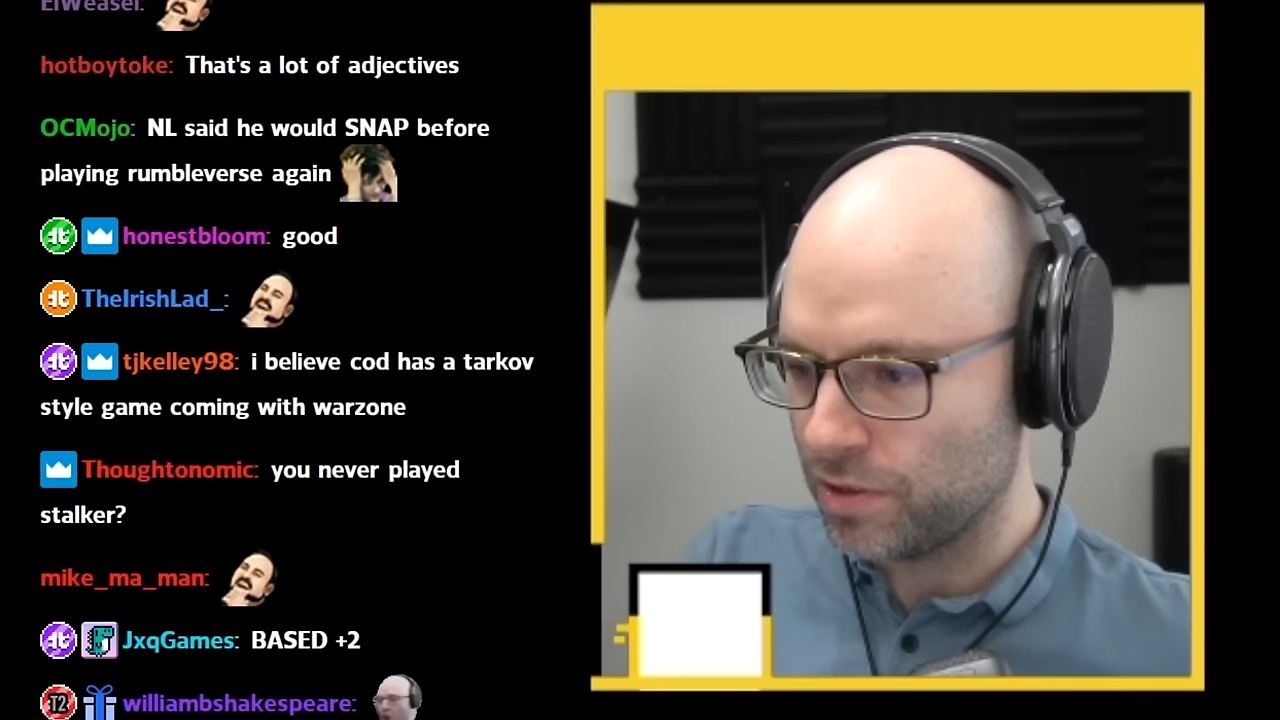 ElWeasel:
hotboytoke: That's a lot of adjectives
OCMojo: NL said he would SNAP before
playing rumbleverse again
honestbloom: good
TheIrishLad_:
tjkelley98: i believe cod has a tarkov
style game coming with warzone
Thoughtonomic: you never played
stalker?
mike_ma_man:
JxqGames: BASED +2
T2 williambshakespeare: